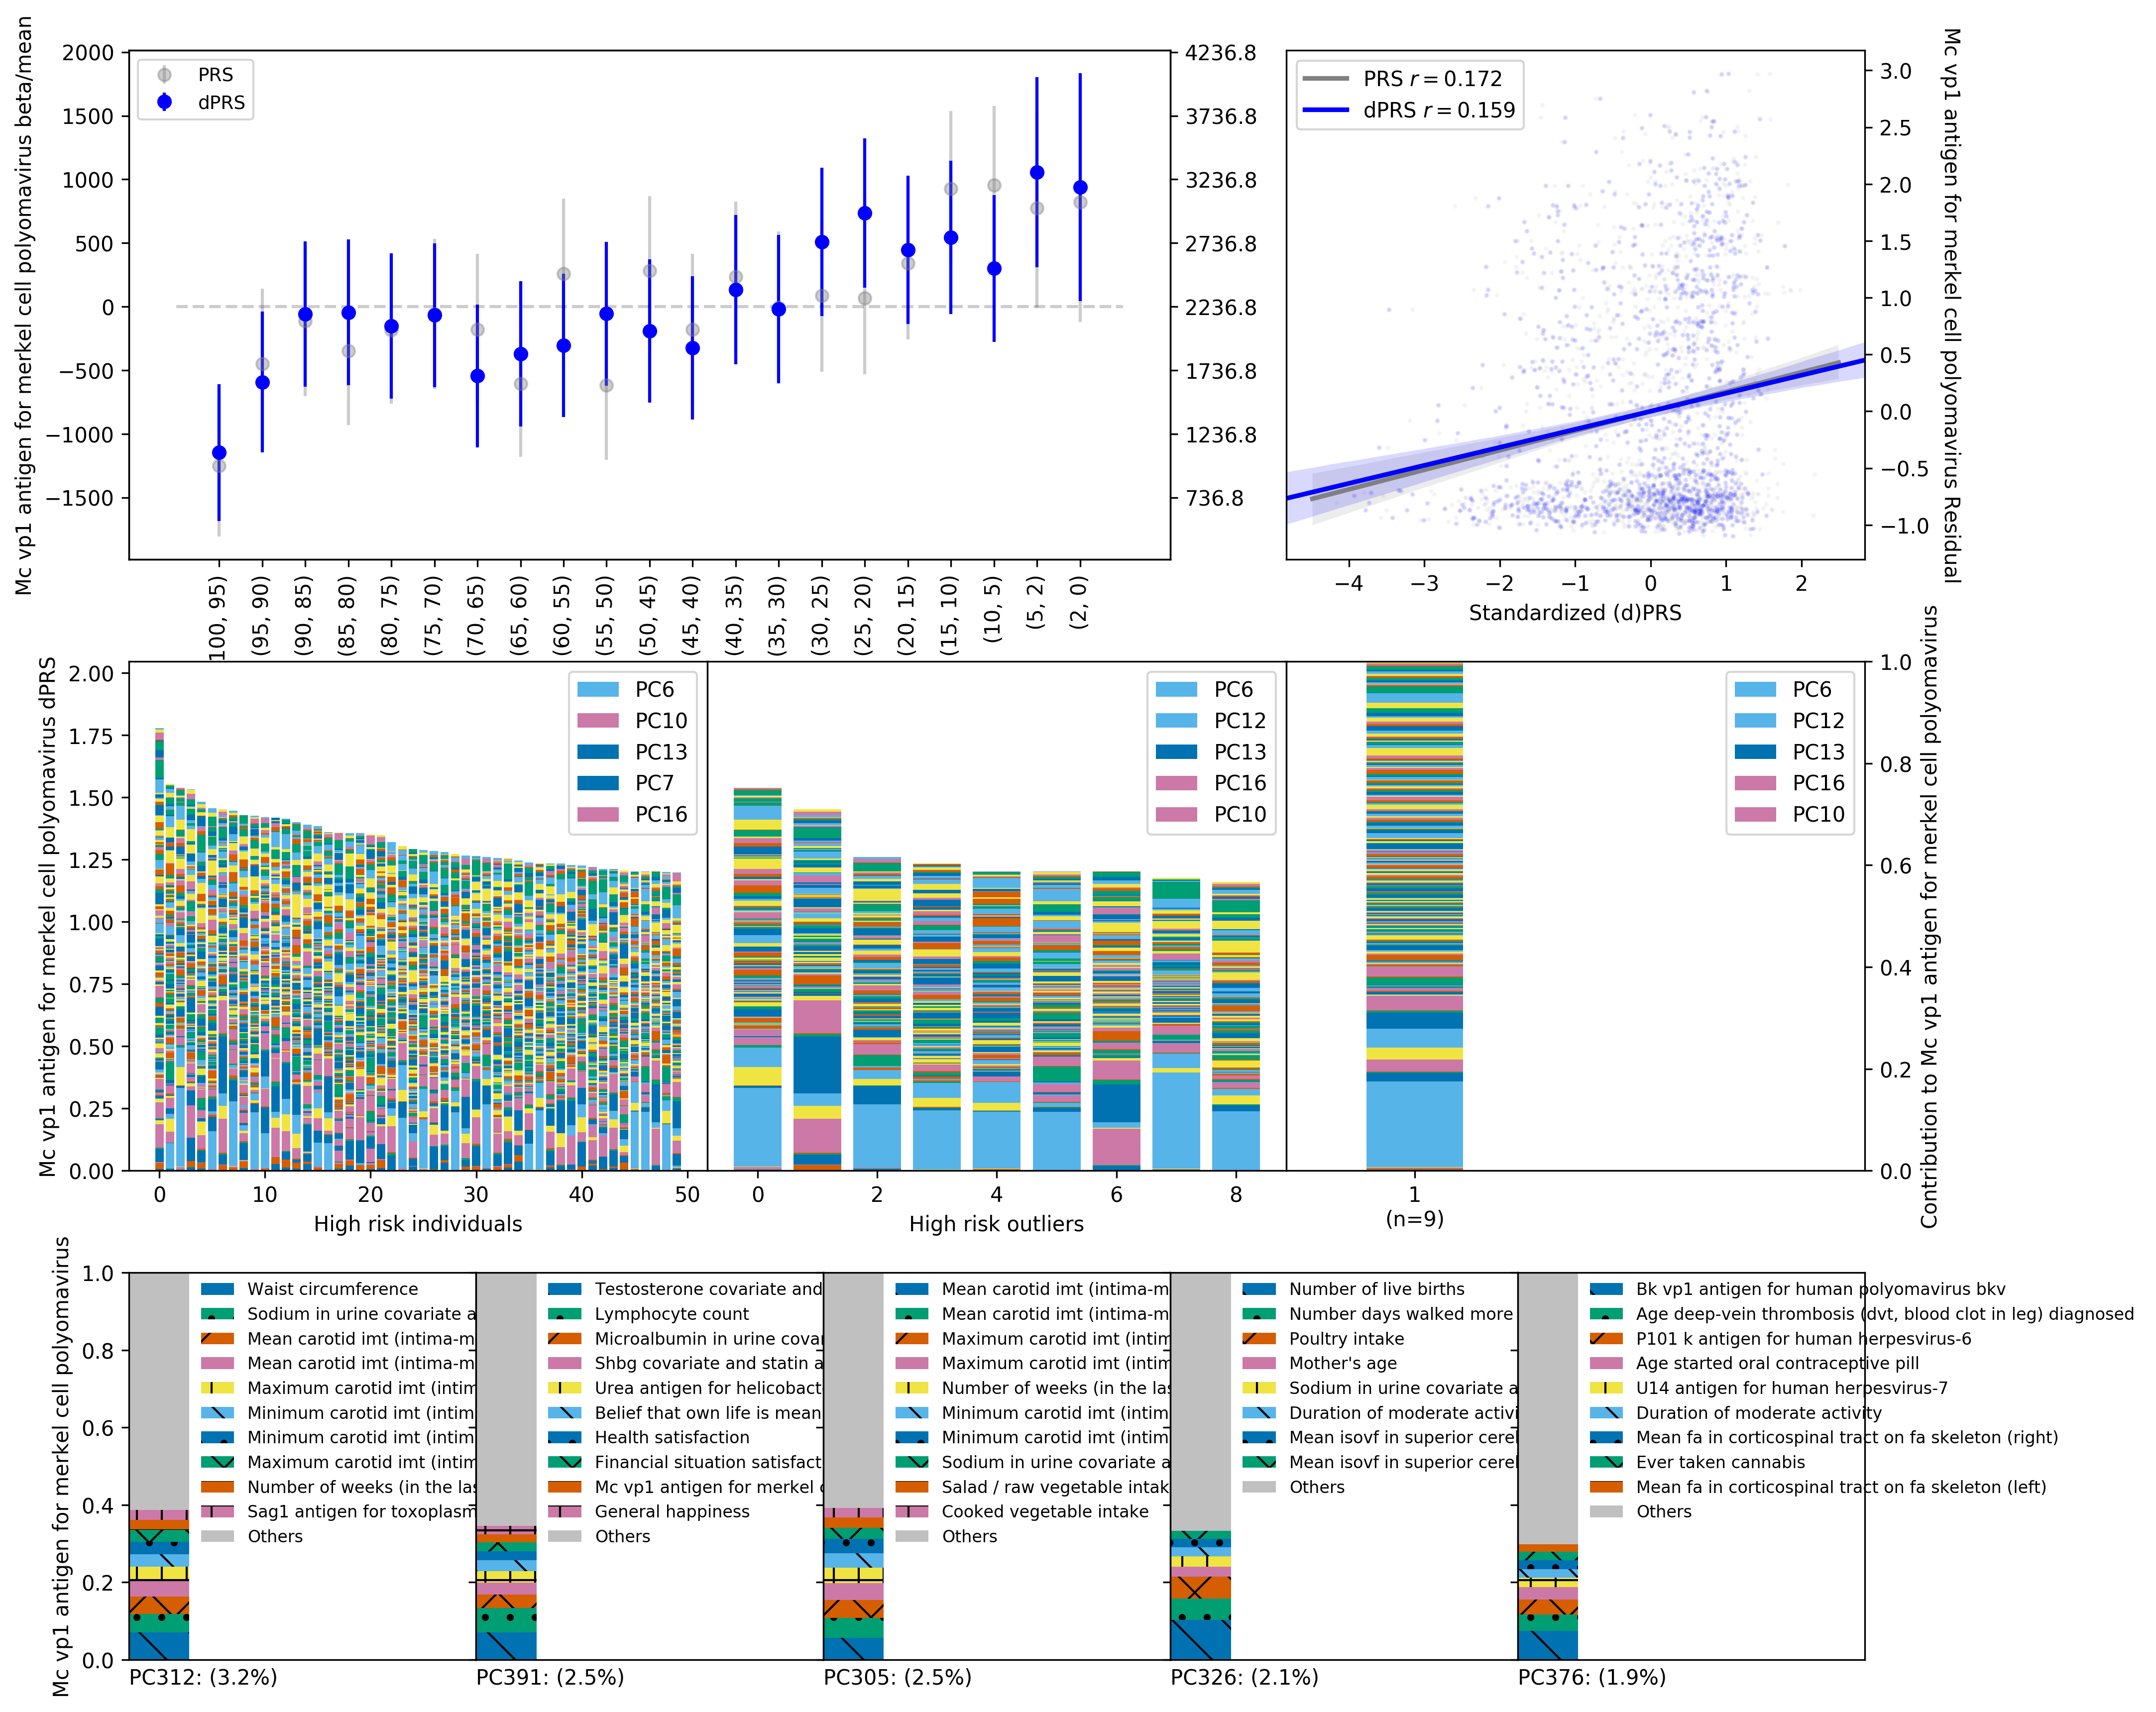 Mc vp1 antigen for merkel cell polyomavirus beta/mean
2000
1500
1000
500
0
−500
−1000
−1500
PRS
dPRS
4236.8
3736.8
3236.8
2736.8
2236.8
1736.8
1236.8
736.8
100, 95)
(95, 90)
(90, 85)
(85, 80)
(80, 75)
(75, 70)
(70, 65)
(65, 60)
(60, 55)
(55, 50)
(50, 45)
(45, 40)
(40, 35)
(35, 30)
(30, 25)
(25, 20)
(20, 15)
(15, 10)
(10, 5)
(5, 2)
(2, 0)
PRS r = 0.172
dPRS r = 0.159
3.0
2.5
2.0
1.5
1.0
0.5
0.0
−0.5
−1.0
Mc vp1 antigen for merkel cell polyomavirus Residual
−4 −3 −2 −1 0 1 2
Standardized (d)PRS
Mc vp1 antigen for merkel cell polyomavirus dPRS
2.00
1.75
1.50
1.25
1.00
0.75
0.50
0.25
0.00
PC6
PC10
PC13
PC7
PC16
0 10 20 30 40 50
High risk individuals
PC6
PC12
PC13
PC16
PC10
0 2 4 6 8
High risk outliers
PC6
PC12
PC13
PC16
PC10
1
(n=9)
1.0
0.8
0.6
0.4
0.2
0.0
Contribution to Mc vp1 antigen for merkel cell polyomavirus
Mc vp1 antigen for merkel cell polyomavirus
1.0
0.8
0.6
0.4
0.2
0.0
Waist circumference
Sodium in urine covariate a
Mean carotid imt (intima-m
Mean carotid imt (intima-m
Maximum carotid imt (intim
Minimum carotid imt (intim
Minimum carotid imt (intim
Maximum carotid imt (intim
Number of weeks (in the las
Sag1 antigen for toxoplasm
Others
PC312: (3.2%)
Testosterone covariate and
Lymphocyte count
Microalbumin in urine covar
Shbg covariate and statin a
Urea antigen for helicobact
Belief that own life is mean
Health satisfaction
Financial situation satisfact
Mc vp1 antigen for merkel c
General happiness
Others
PC391: (2.5%)
Mean carotid imt (intima-m
Mean carotid imt (intima-m
Maximum carotid imt (intim
Maximum carotid imt (intim
Number of weeks (in the las
Minimum carotid imt (intim
Minimum carotid imt (intim
Sodium in urine covariate a
Salad / raw vegetable intak
Cooked vegetable intake
Others
PC305: (2.5%)
Number of live births
Number days walked more
Poultry intake
Mother's age
Sodium in urine covariate a
Duration of moderate activi
Mean isovf in superior cerel
Mean isovf in superior cerel
Others
PC326: (2.1%)
Bk vp1 antigen for human polyomavirus bkv
Age deep-vein thrombosis (dvt, blood clot in leg) diagnosed
P101 k antigen for human herpesvirus-6
Age started oral contraceptive pill
U14 antigen for human herpesvirus-7
Duration of moderate activity
Mean fa in corticospinal tract on fa skeleton (right)
Ever taken cannabis
Mean fa in corticospinal tract on fa skeleton (left)
Others
PC376: (1.9%)